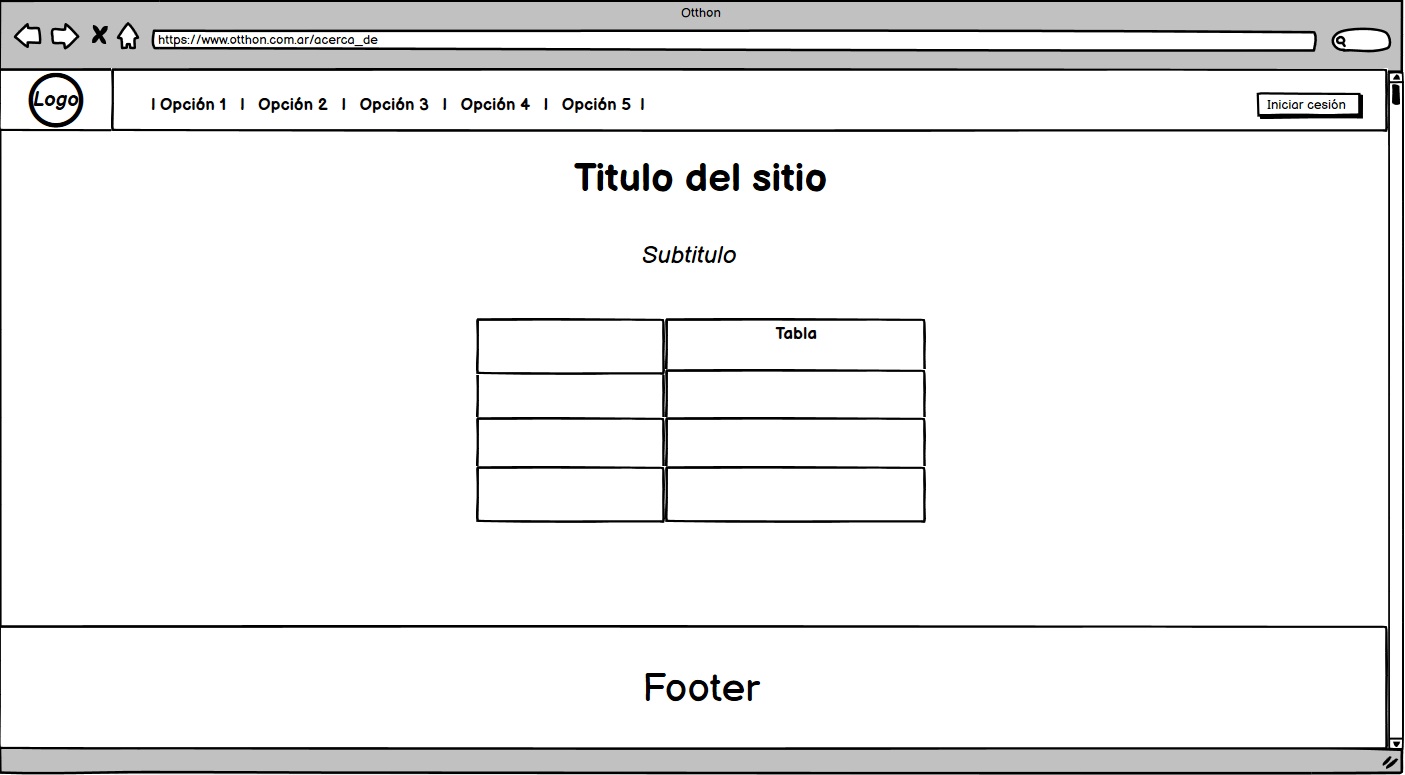 Otthon
https://www.otthon.com.ar/acerca_de
Logo
| Opción 1 | Opción 2 | Opción 3 | Opción 4 | Opción 5 |
Iniciar cesión
Titulo del sitio
Subtitulo
Tabla
Footer